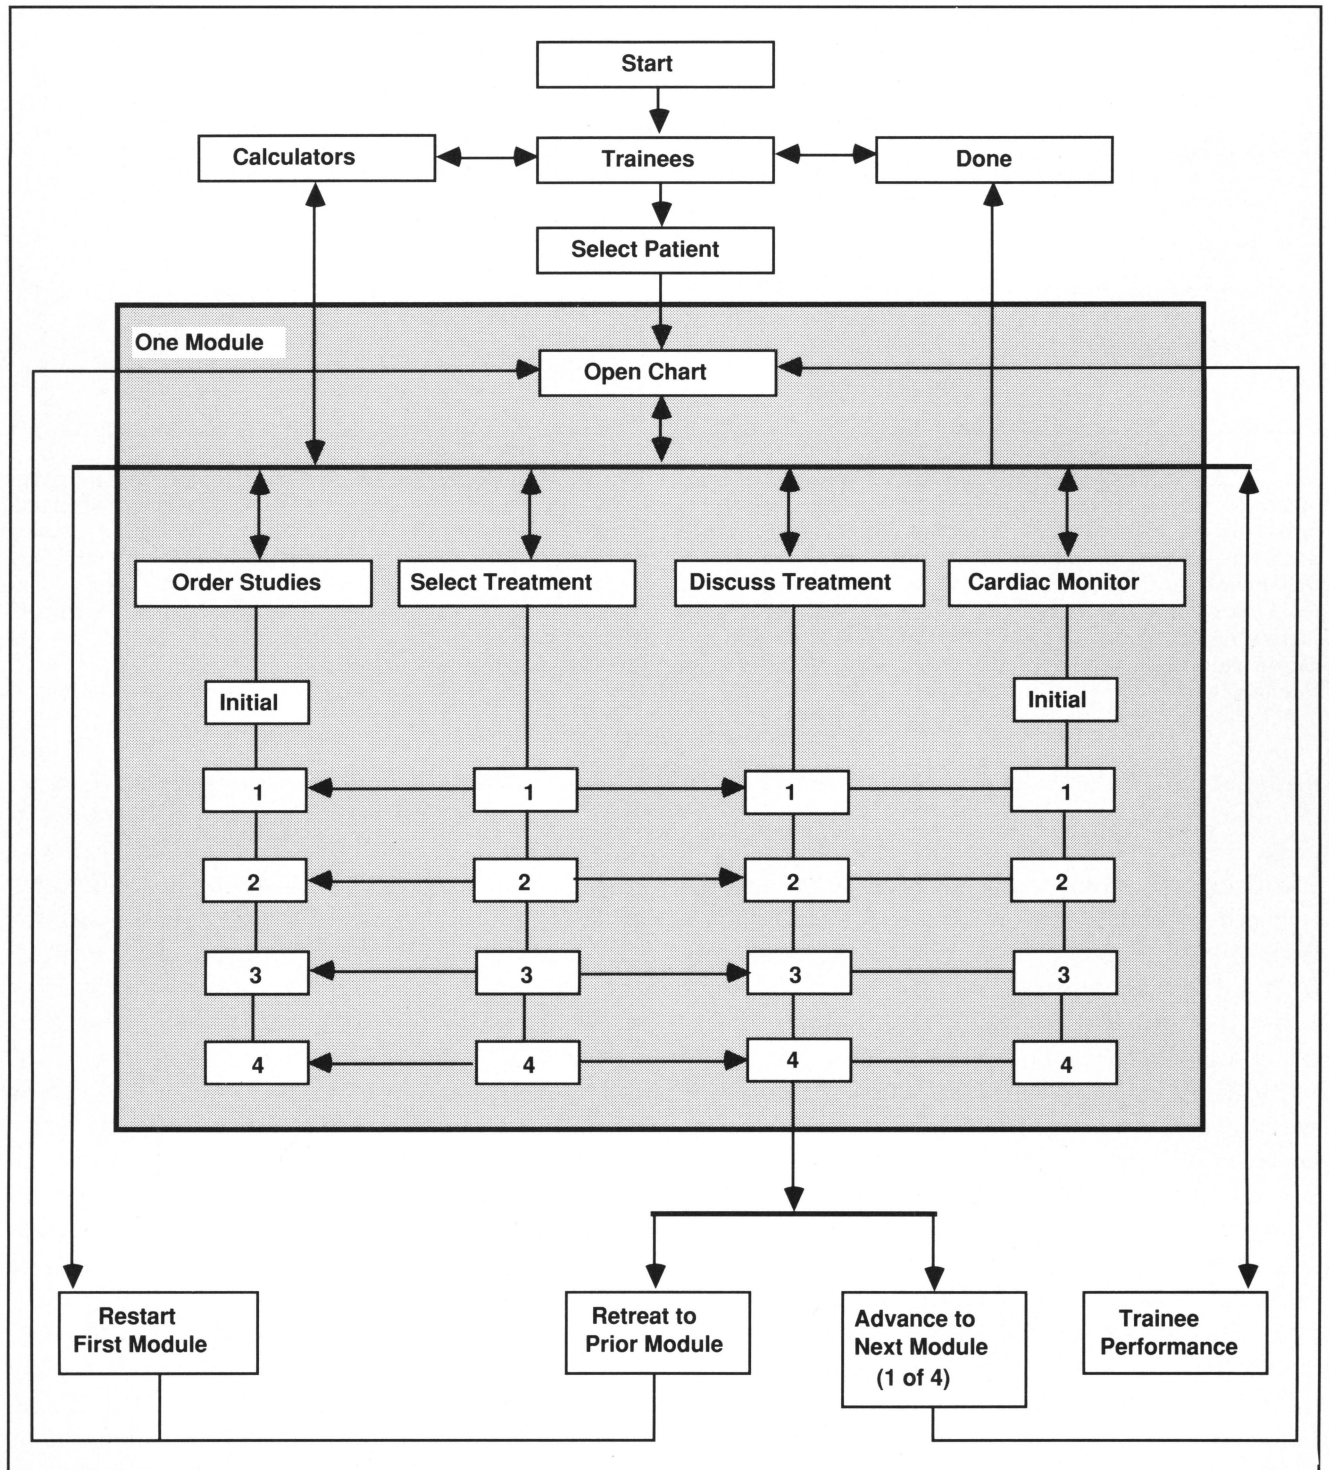 Start
Calculators
Trainees
Done
Select Patient
One Module
Open Chart
Order Studies
Select Treatment
Discuss Treatment
Cardiac Monitor
Initial
Initial
1
1
1
1
2
2
2
2
3
3
3
3
4
4
4
4
Restart
First Module
Retreat to
Prior Module
Advance to
Next Module
(1 of 4)
Trainee
Performance